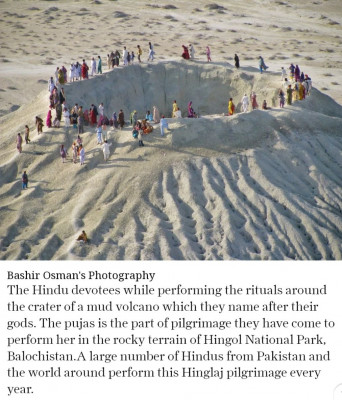 Bashir Osman's Photography
The Hindu devotees while performing the rituals around
the crater of a mud volcano which they name after their
gods. The pujas is the part of pilgrimage they have come to
perform her in the rocky terrain of Hingol National Park,
Balochistan.A large number of Hindus from Pakistan and
the world around perform this Hinglaj pilgrimage every
year.